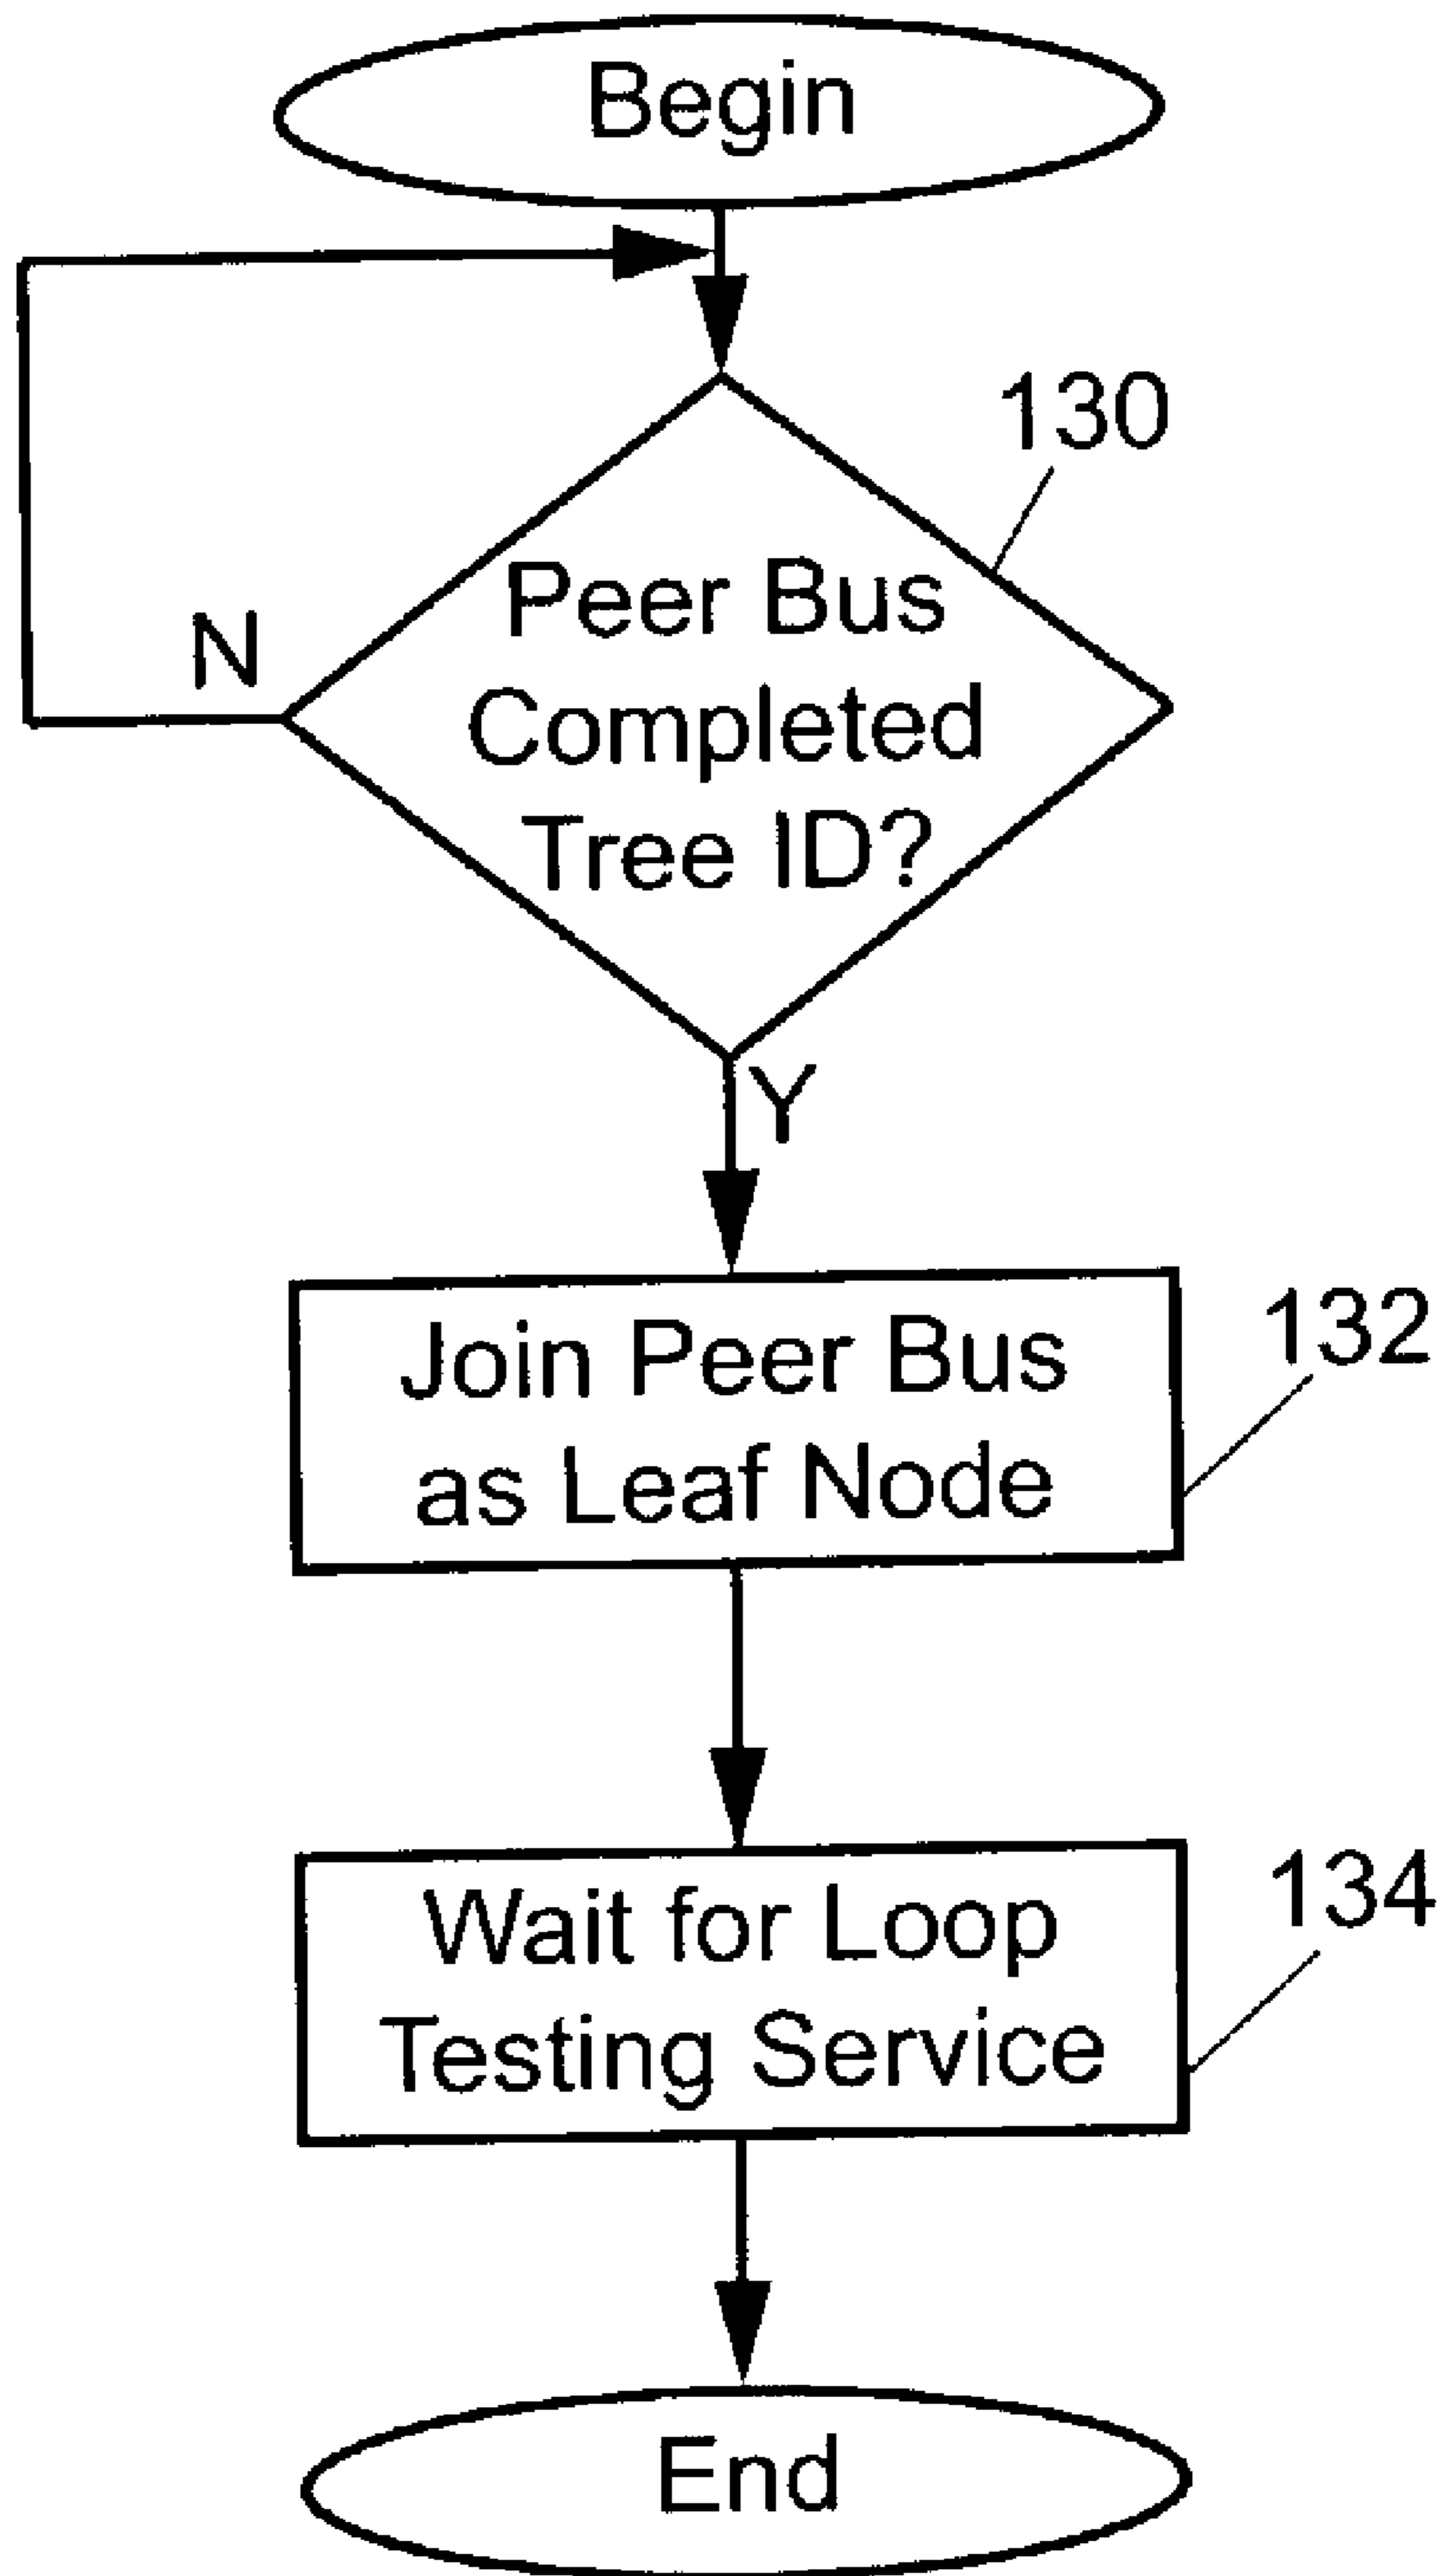 Begin
130
Peer Bus
Completed
Tree ID?
N
Y
Join Peer Bus
as Leaf Node
132
Wait for Loop
Testing Service
134
End